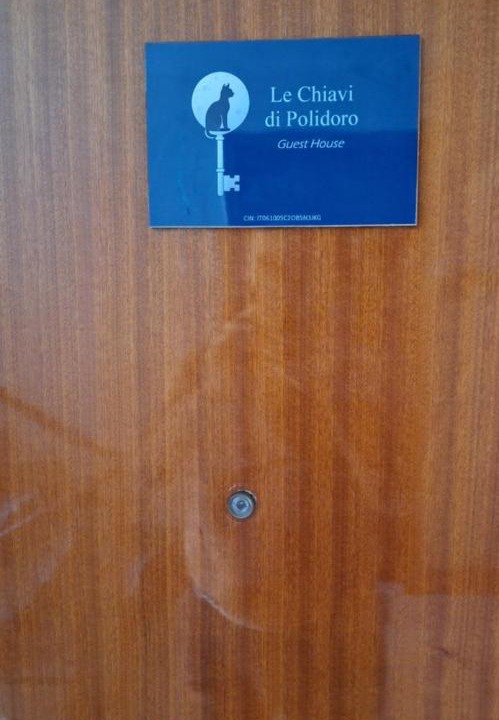 Le Chiavi
di Polidoro
Guest House